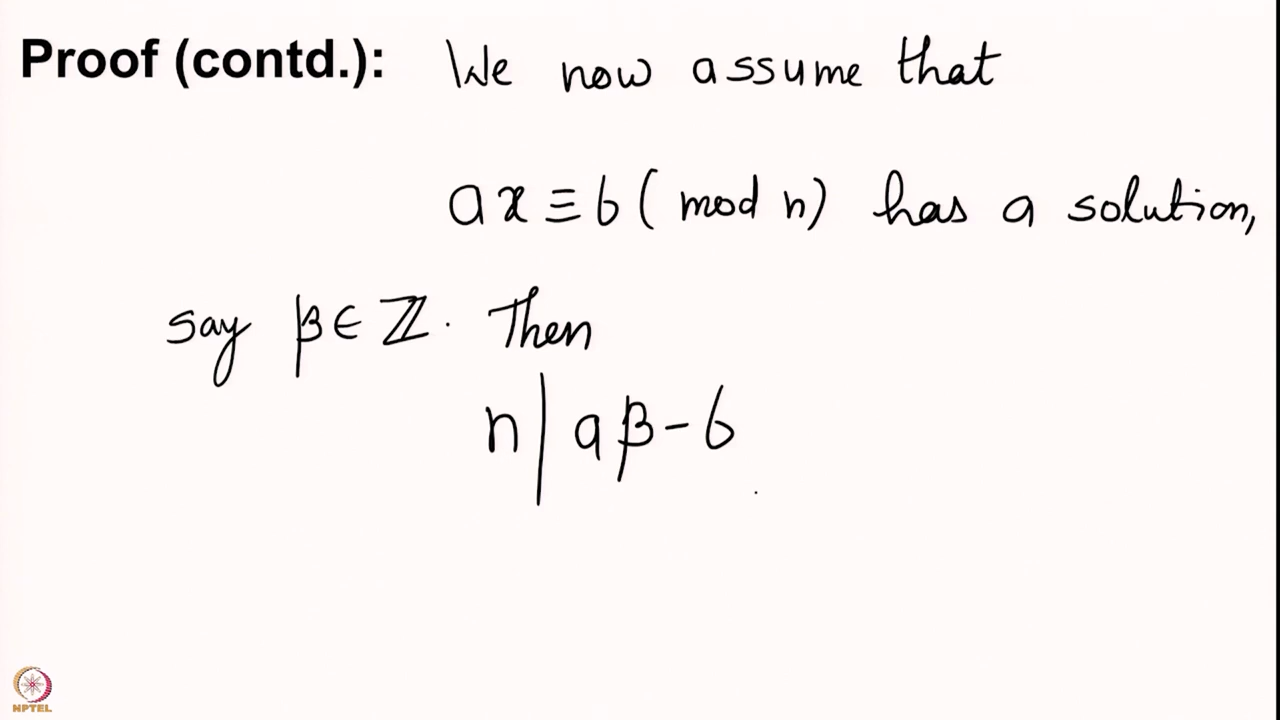 Proof (contd.): We now assume that
ax ≡ b (mod n) has a solution,
say β ∈ ℤ. Then
n | aβ - b
NPTEL